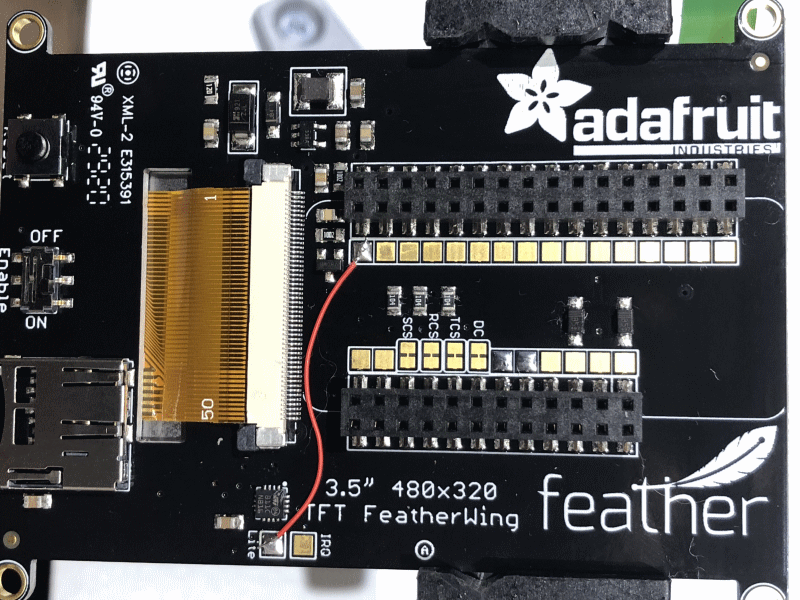 adafruit
INDUSTRIES
94V-0
XML-2 E315391
2920
OFF
ON
Enable
1
50
SCS
RCS
TCS
DC
3.5" 480x320
TFT FeatherWing
feather
Lite
IRQ
A